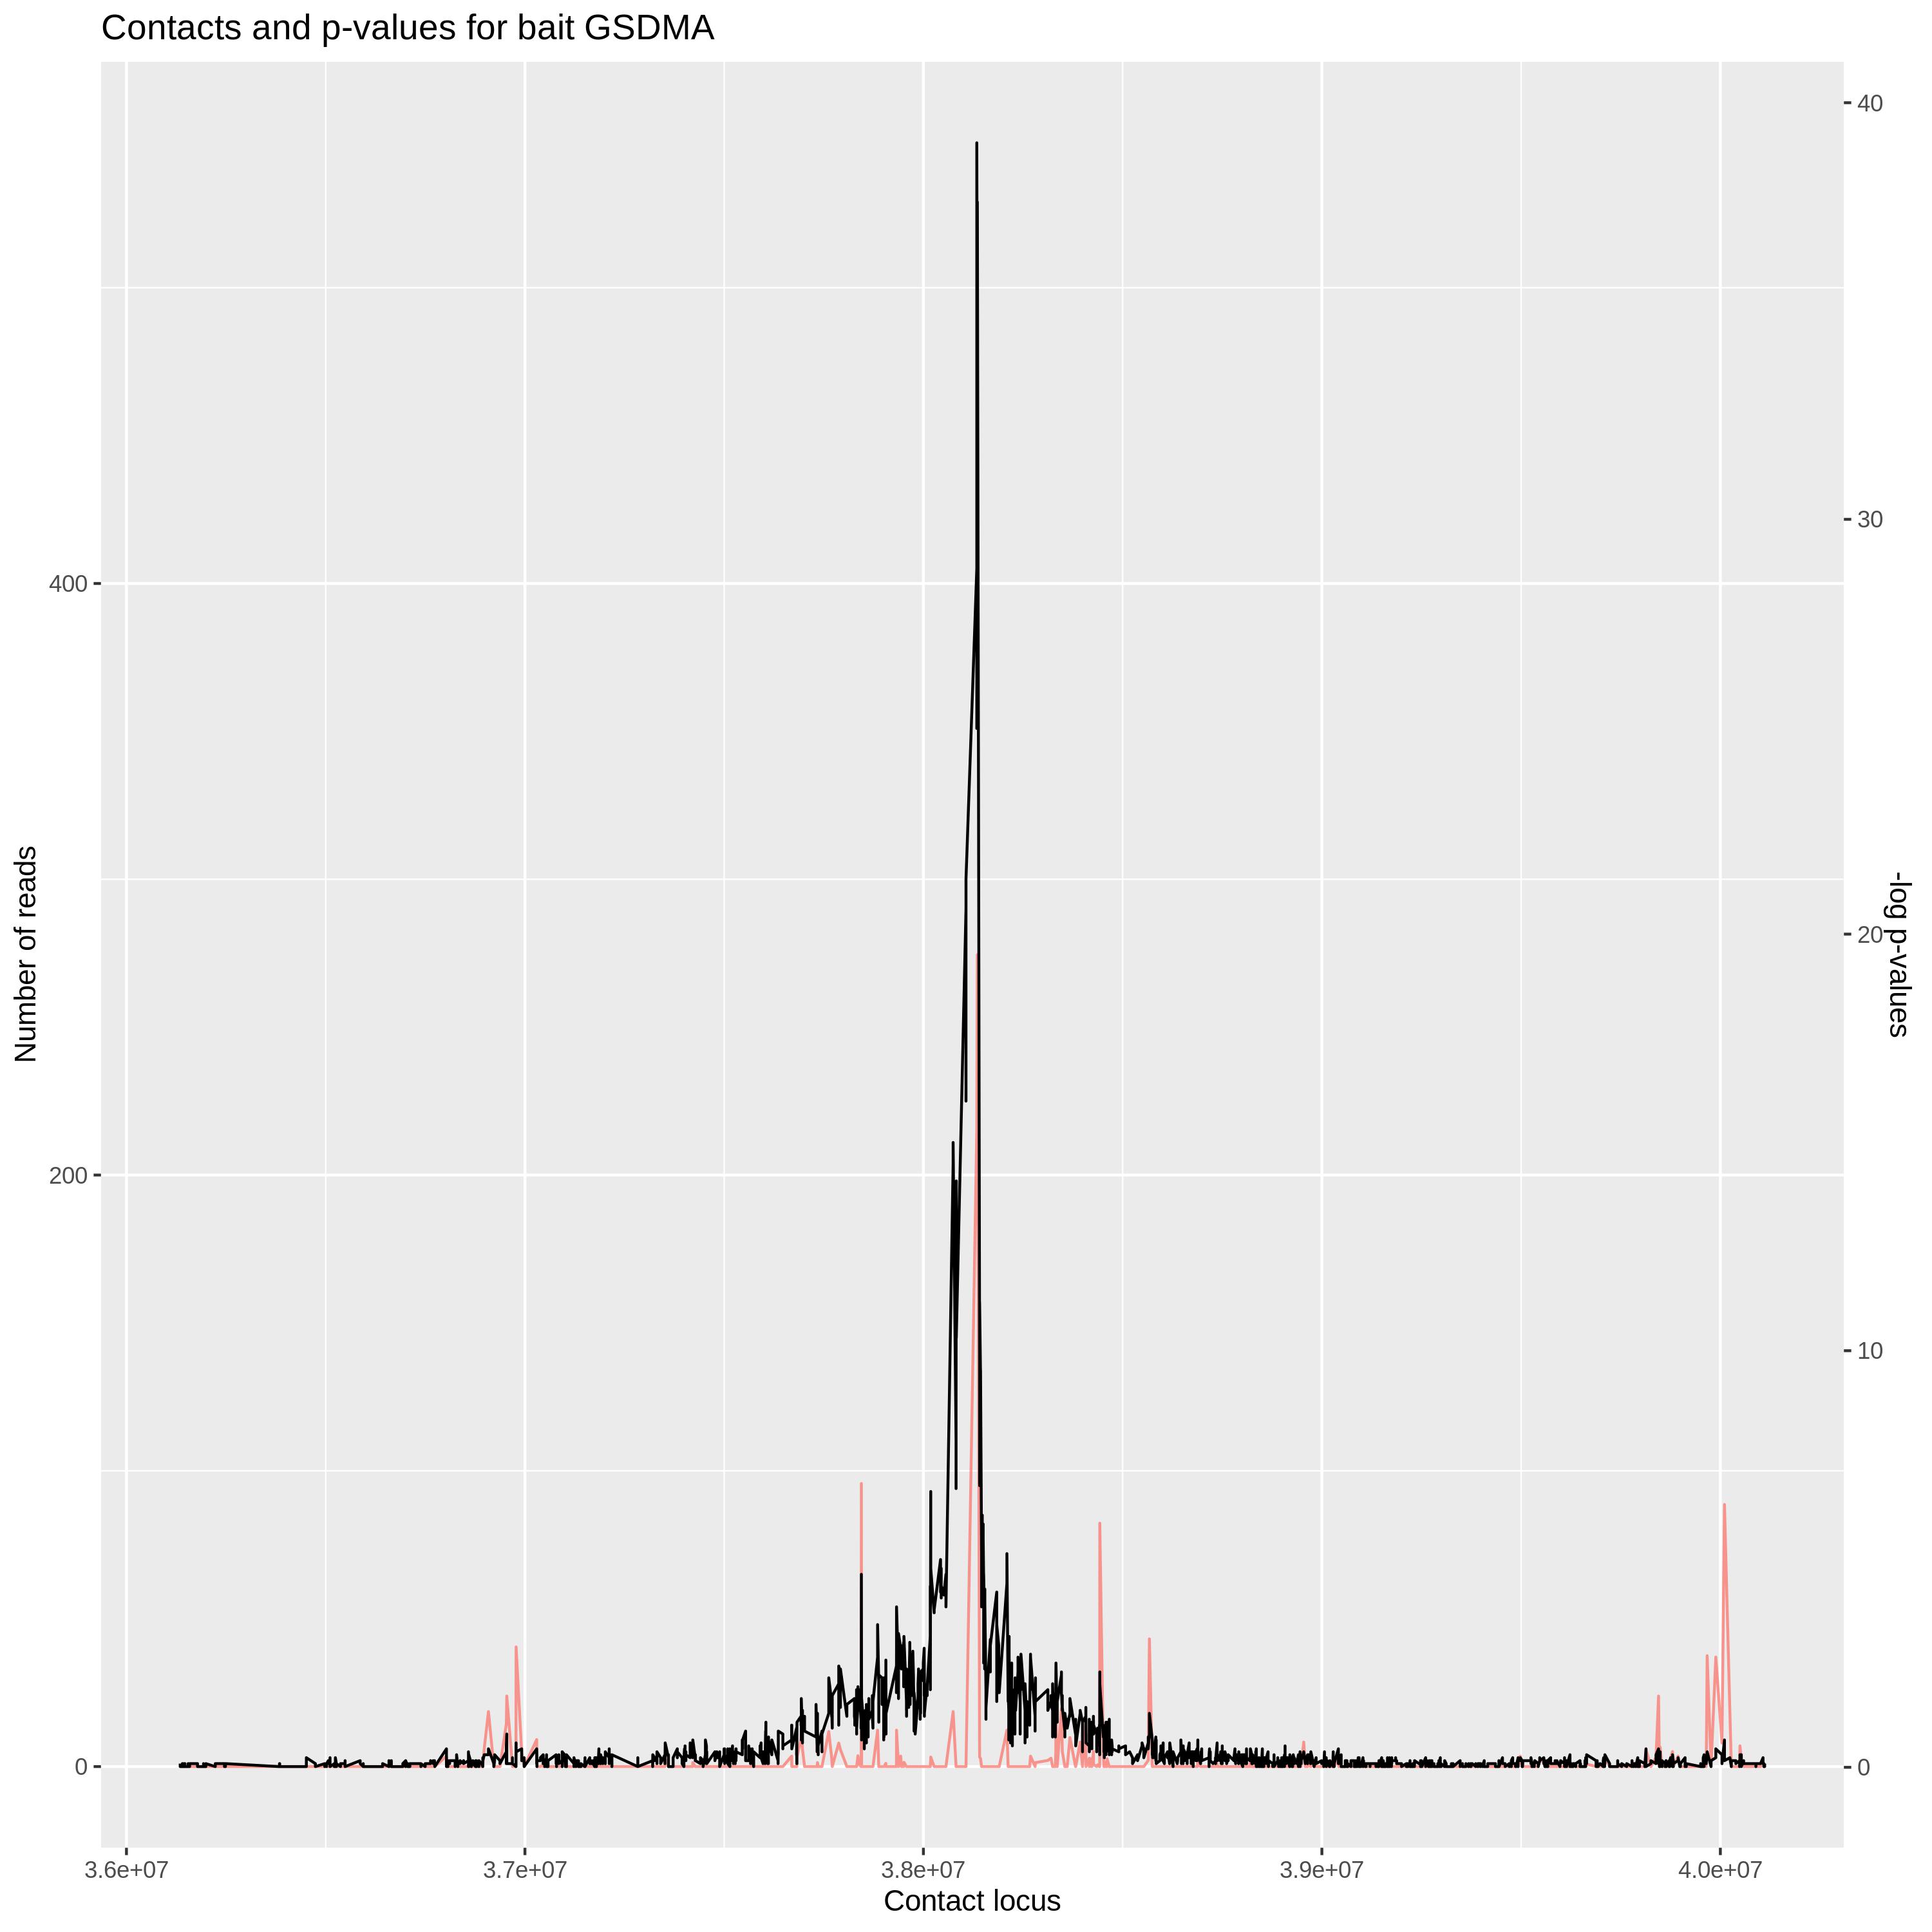 Contacts and p-values for bait GSDMA
Number of reads
400
200
0
40
30
20
10
0
-log p-values
3.6e+07
3.7e+07
3.8e+07
3.9e+07
4.0e+07
Contact locus